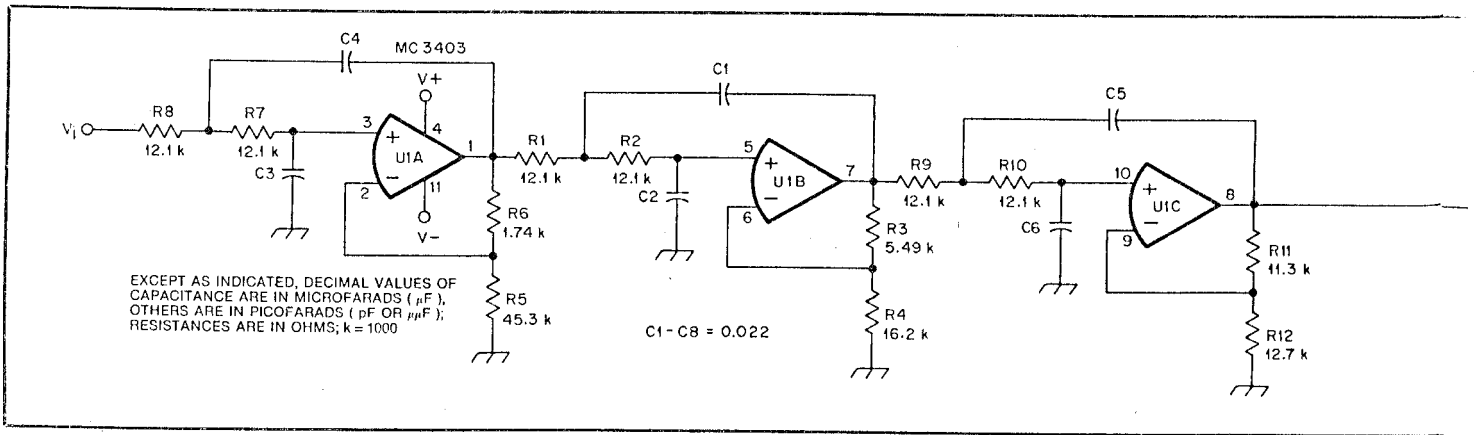 C4
MC 3403
V+
4
C1
C5
Vi
R8
12.1 k
R7
12.1 k
C3
3
+
U1A
−
2
11
V−
1
R1
12.1 k
R2
12.1 k
C2
R6
1.74 k
R5
45.3 k
5
+
U1B
−
6
7
R9
12.1 k
R10
12.1 k
C6
R3
5.49 k
R4
16.2 k
10
+
U1C
−
9
8
R11
11.3 k
R12
12.7 k
EXCEPT AS INDICATED, DECIMAL VALUES OF
CAPACITANCE ARE IN MICROFARADS ( µF ),
OTHERS ARE IN PICOFARADS ( pF OR µµF );
RESISTANCES ARE IN OHMS; k = 1000
C1 - C8 = 0.022